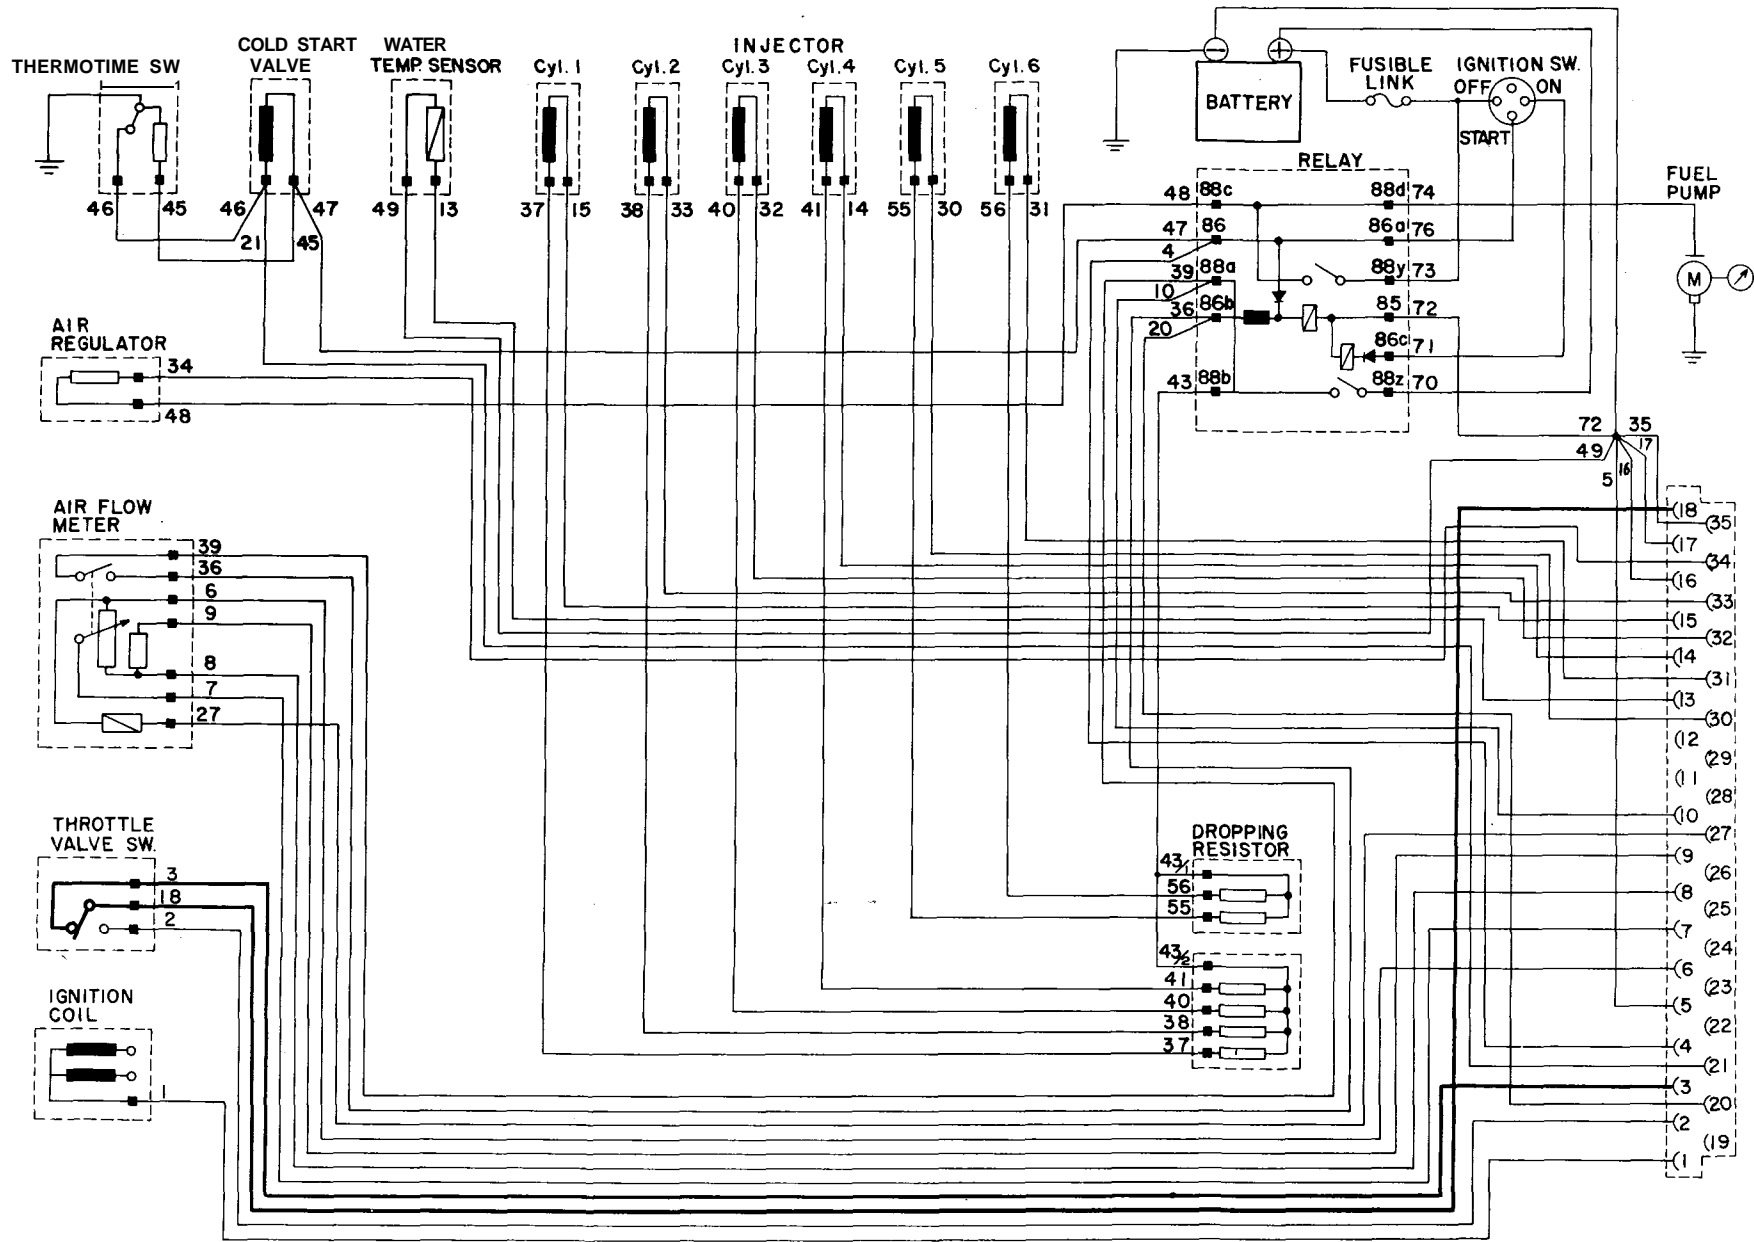 THERMOTIME SW
COLD START
VALVE
WATER
TEMP. SENSOR
INJECTOR
Cyl. 1
Cyl. 2
Cyl. 3
Cyl. 4
Cyl. 5
Cyl. 6
46
45
46
47
21
45
49
13
37
15
38
33
40
32
41
14
55
30
56
31
BATTERY
FUSIBLE
LINK
IGNITION SW.
OFF
ON
START
RELAY
48
88c
88d
74
47
86
86a
76
4
39
88a
88y
73
10
36
86b
85
72
20
86c
71
43
88b
88z
70
FUEL
PUMP
M
AIR
REGULATOR
34
48
72
35
17
49
16
5
AIR FLOW
METER
39
36
6
9
8
7
27
THROTTLE
VALVE SW.
3
18
2
IGNITION
COIL
1
DROPPING
RESISTOR
43/1
56
55
43/2
41
40
38
37
(18
(35
(17
(34
(16
(33
(15
(32
(14
(31
(13
(30
(12
(29
(11
(28
(10
(27
(9
(26
(8
(25
(7
(24
(6
(23
(5
(22
(4
(21
(3
(20
(2
(19
(1